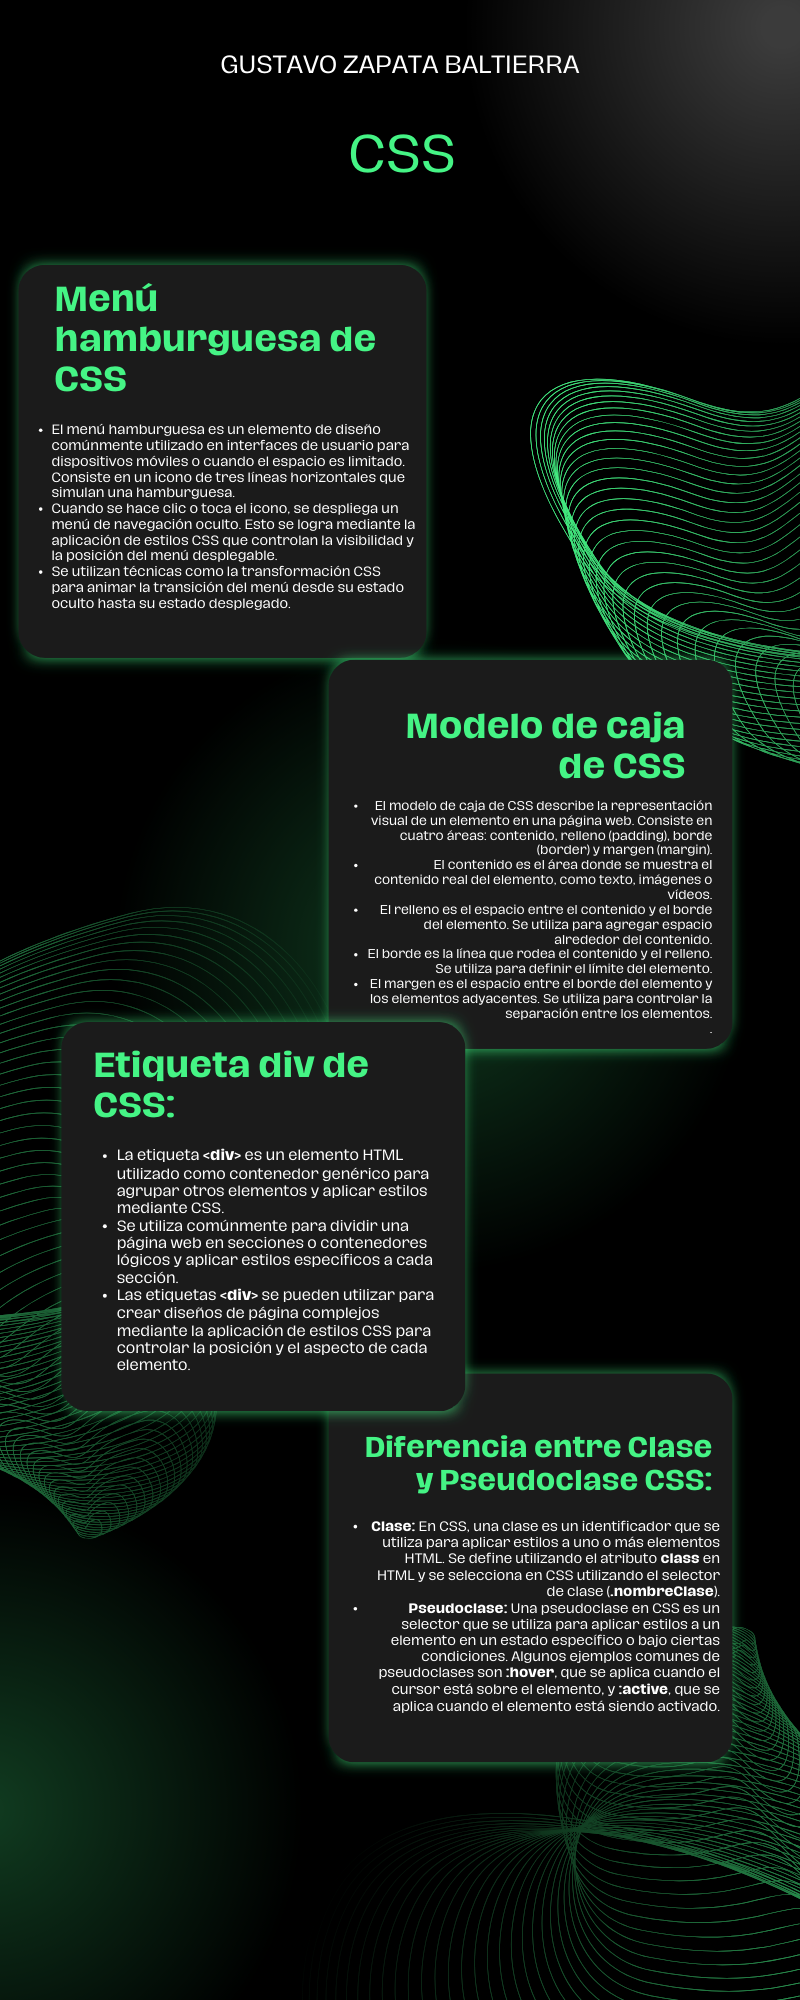 GUSTAVO ZAPATA BALTIERRA
CSS
Menú
hamburguesa de
CSS
• El menú hamburguesa es un elemento de diseño
comúnmente utilizado en interfaces de usuario para
dispositivos móviles o cuando el espacio es limitado.
Consiste en un icono de tres líneas horizontales que
simulan una hamburguesa.
• Cuando se hace clic o toca el icono, se despliega un
menú de navegación oculto. Esto se logra mediante la
aplicación de estilos CSS que controlan la visibilidad y
la posición del menú desplegable.
• Se utilizan técnicas como la transformación CSS
para animar la transición del menú desde su estado
oculto hasta su estado desplegado.
Modelo de caja
de CSS
• El modelo de caja de CSS describe la representación
visual de un elemento en una página web. Consiste en
cuatro áreas: contenido, relleno (padding), borde
(border) y margen (margin).
• El contenido es el área donde se muestra el
contenido real del elemento, como texto, imágenes o
vídeos.
• El relleno es el espacio entre el contenido y el borde
del elemento. Se utiliza para agregar espacio
alrededor del contenido.
• El borde es la línea que rodea el contenido y el relleno.
Se utiliza para definir el límite del elemento.
• El margen es el espacio entre el borde del elemento y
los elementos adyacentes. Se utiliza para controlar la
separación entre los elementos.
.
Etiqueta div de
CSS:
• La etiqueta <div> es un elemento HTML
utilizado como contenedor genérico para
agrupar otros elementos y aplicar estilos
mediante CSS.
• Se utiliza comúnmente para dividir una
página web en secciones o contenedores
lógicos y aplicar estilos específicos a cada
sección.
• Las etiquetas <div> se pueden utilizar para
crear diseños de página complejos
mediante la aplicación de estilos CSS para
controlar la posición y el aspecto de cada
elemento.
Diferencia entre Clase
y Pseudoclase CSS:
• Clase: En CSS, una clase es un identificador que se
utiliza para aplicar estilos a uno o más elementos
HTML. Se define utilizando el atributo class en
HTML y se selecciona en CSS utilizando el selector
de clase (.nombreClase).
• Pseudoclase: Una pseudoclase en CSS es un
selector que se utiliza para aplicar estilos a un
elemento en un estado específico o bajo ciertas
condiciones. Algunos ejemplos comunes de
pseudoclases son :hover, que se aplica cuando el
cursor está sobre el elemento, y :active, que se
aplica cuando el elemento está siendo activado.